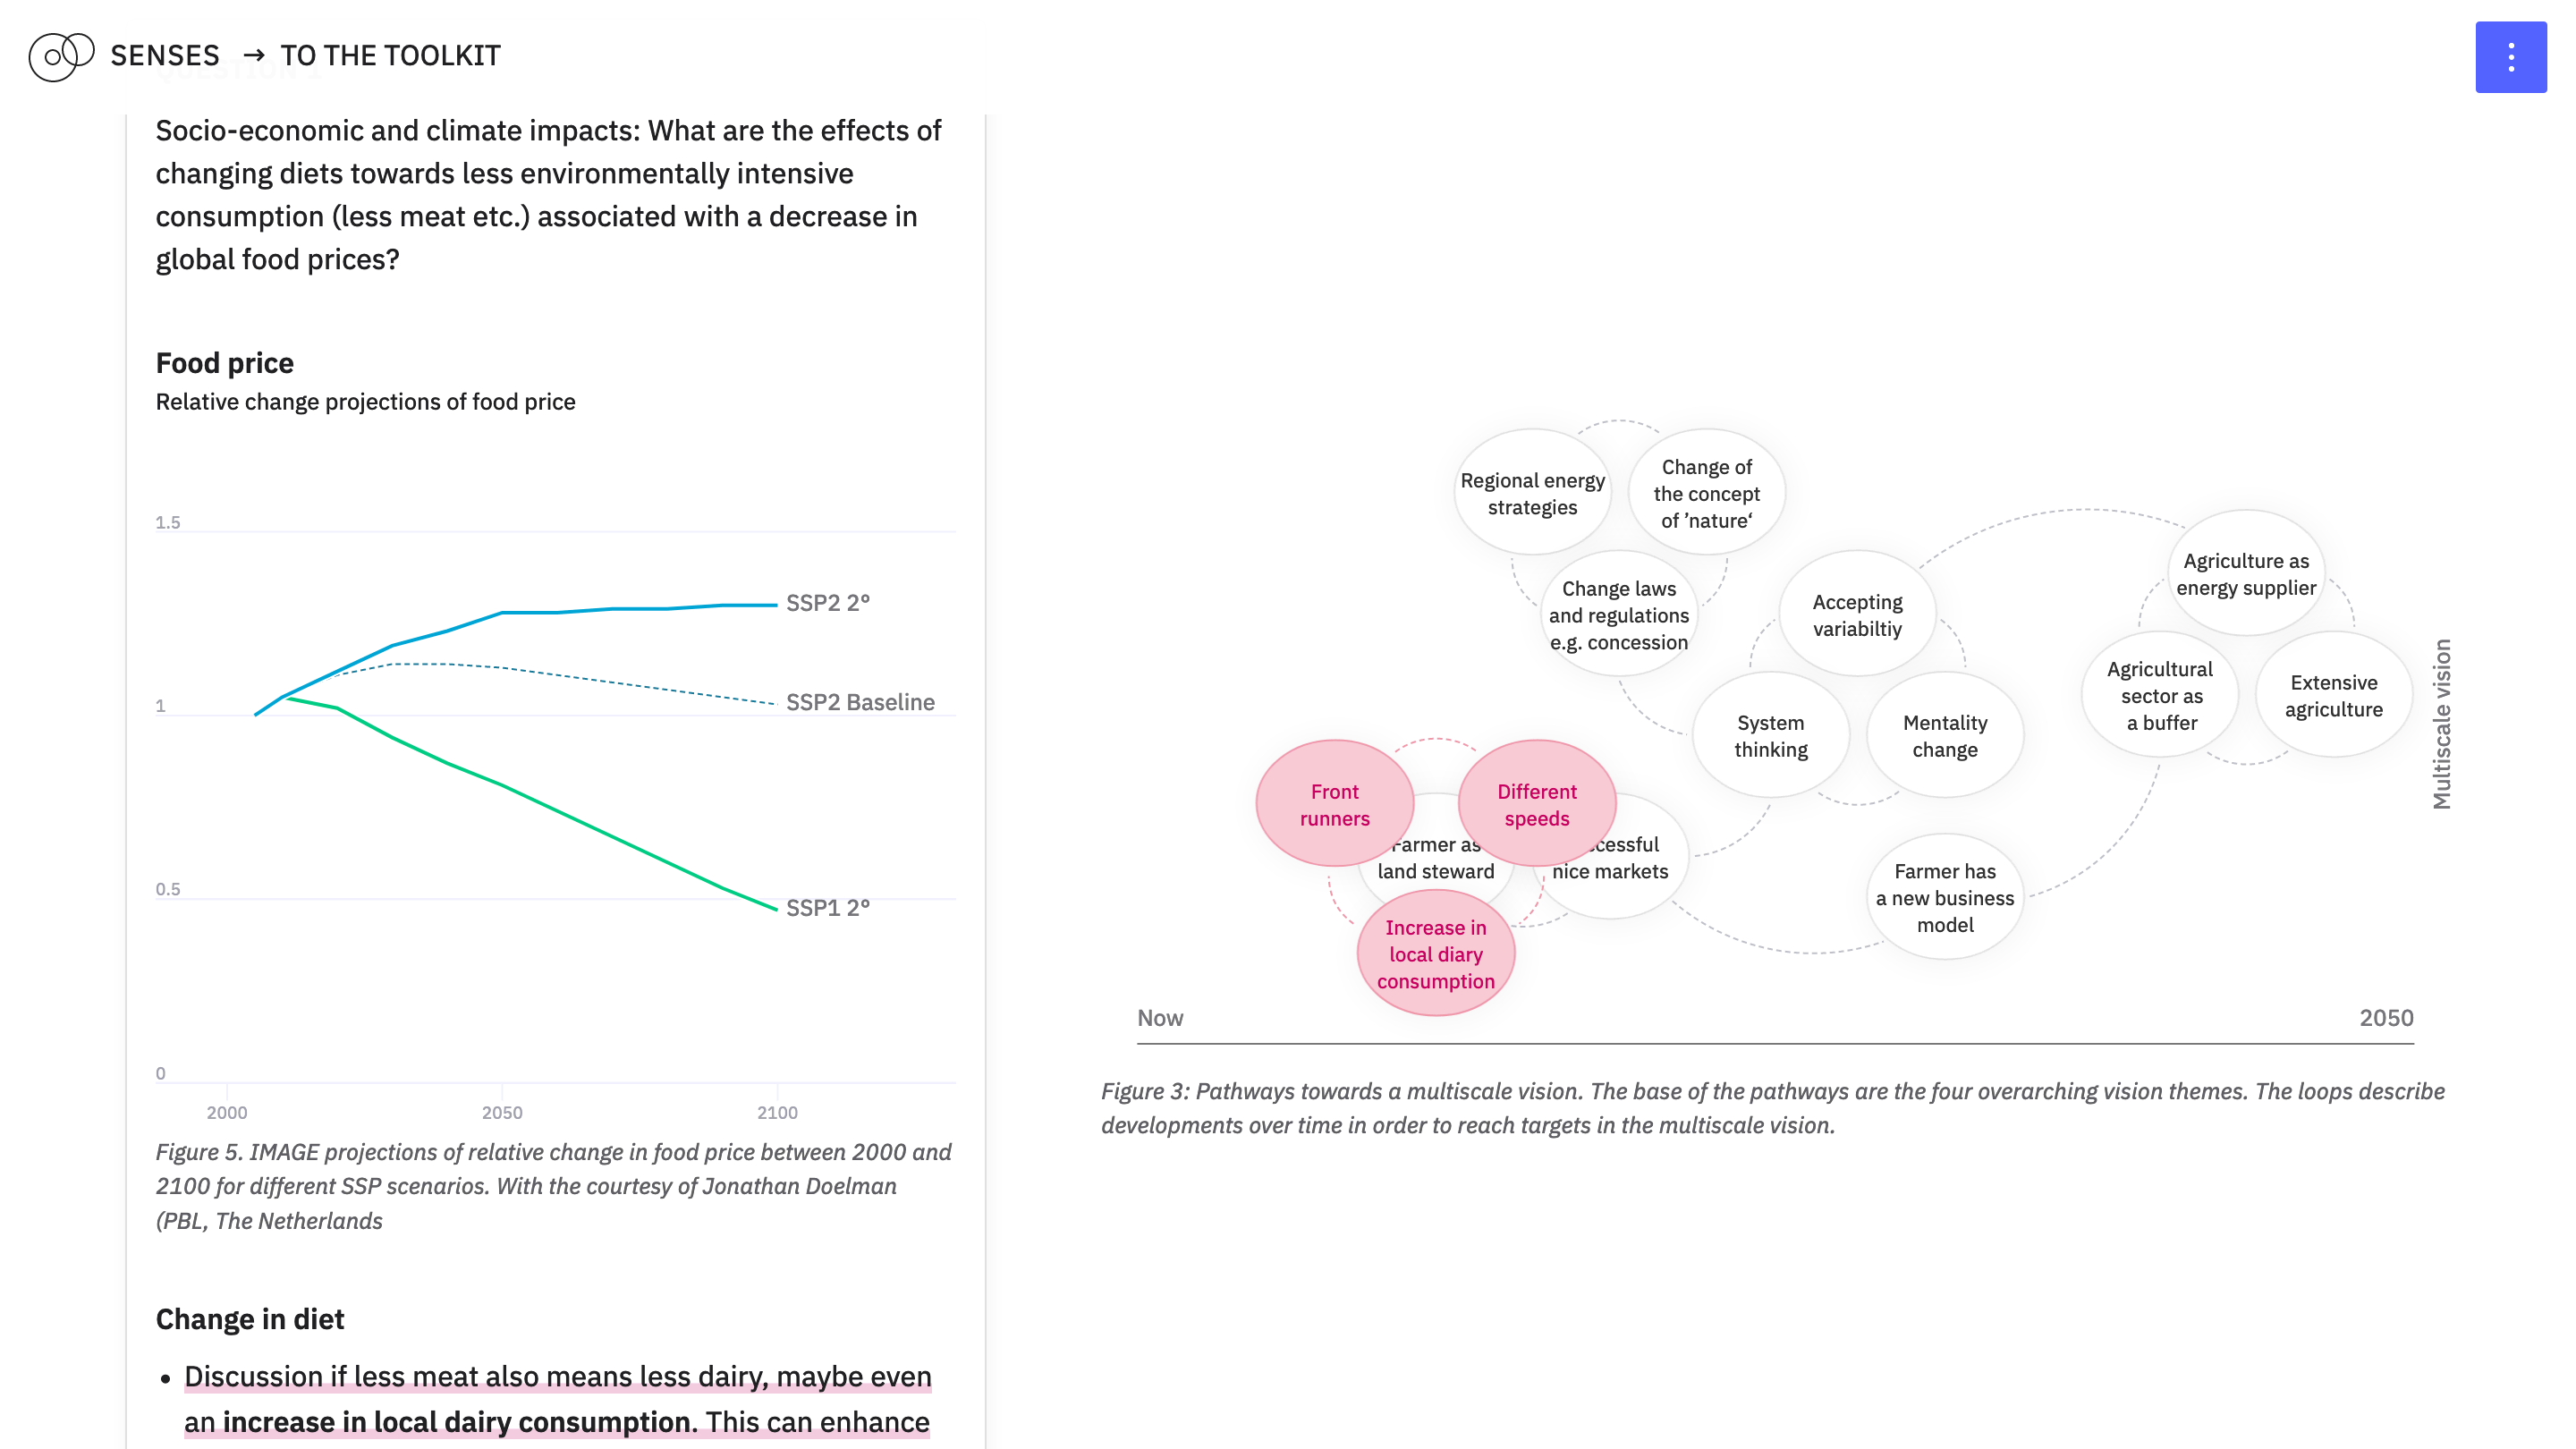 SENSES → TO THE TOOLKIT
QUESTION 1
Socio-economic and climate impacts: What are the effects of
changing diets towards less environmentally intensive
consumption (less meat etc.) associated with a decrease in
global food prices?
Food price
Relative change projections of food price
1.5
SSP2 2°
SSP2 Baseline
1
0.5
SSP1 2°
0
2000
2050
2100
Figure 5. IMAGE projections of relative change in food price between 2000 and
2100 for different SSP scenarios. With the courtesy of Jonathan Doelman
(PBL, The Netherlands
Change in diet
• Discussion if less meat also means less dairy, maybe even
an increase in local dairy consumption. This can enhance
Regional energy
strategies
Change of
the concept
of ’nature‘
Change laws
and regulations
e.g. concession
Accepting
variabiltiy
System
thinking
Mentality
change
Agriculture as
energy supplier
Agricultural
sector as
a buffer
Extensive
agriculture
Multiscale vision
Front
runners
Different
speeds
Farmer as
land steward
cessful
nice markets
Increase in
local diary
consumption
Farmer has
a new business
model
Now
2050
Figure 3: Pathways towards a multiscale vision. The base of the pathways are the four overarching vision themes. The loops describe
developments over time in order to reach targets in the multiscale vision.